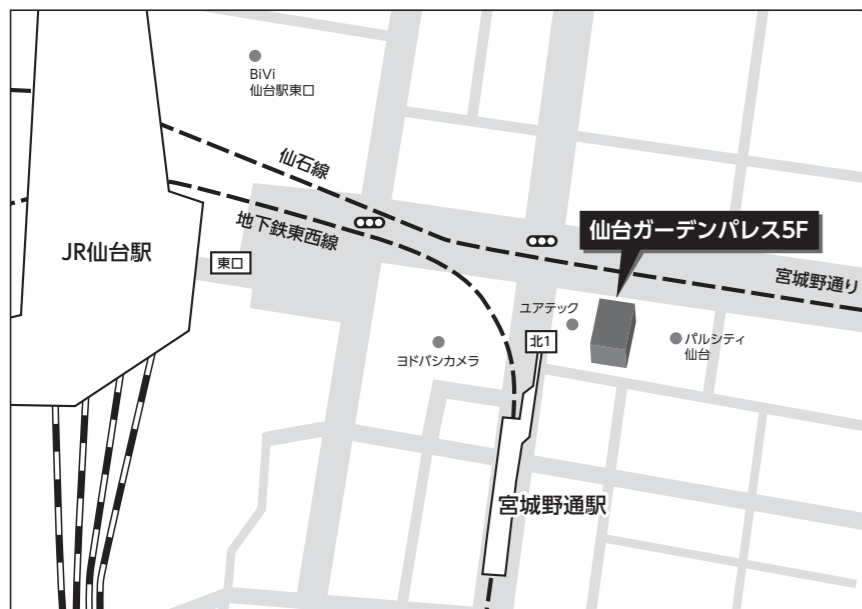 BiVi
仙台駅東口
仙石線
地下鉄東西線
仙台ガーデンパレス5F
JR仙台駅
東口
宮城野通り
ユアテック
北1
パルシティ
仙台
ヨドバシカメラ
宮城野通駅